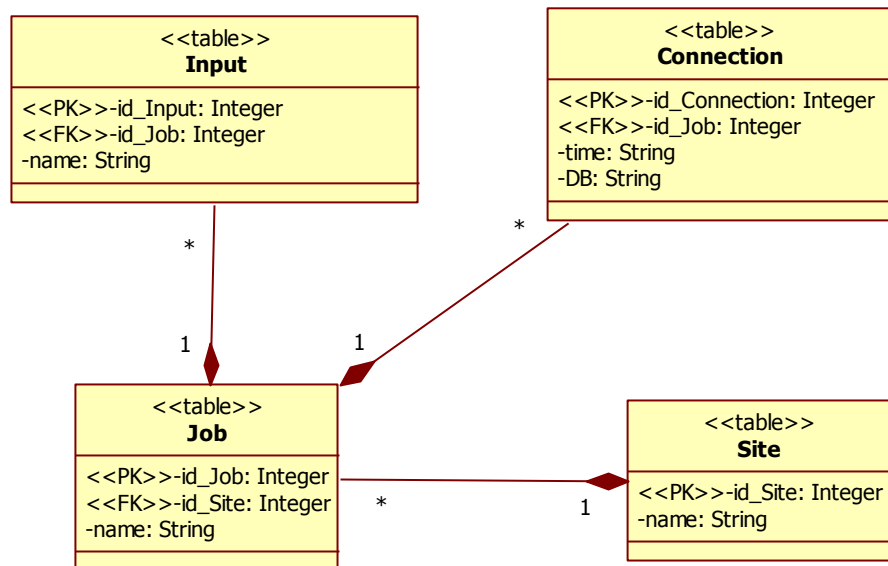 <<table>>
Input
<<PK>>-id_Input: Integer
<<FK>>-id_Job: Integer
-name: String
<<table>>
Connection
<<PK>>-id_Connection: Integer
<<FK>>-id_Job: Integer
-time: String
-DB: String
*
*
1
1
<<table>>
Job
<<PK>>-id_Job: Integer
<<FK>>-id_Site: Integer
-name: String
*
1
<<table>>
Site
<<PK>>-id_Site: Integer
-name: String